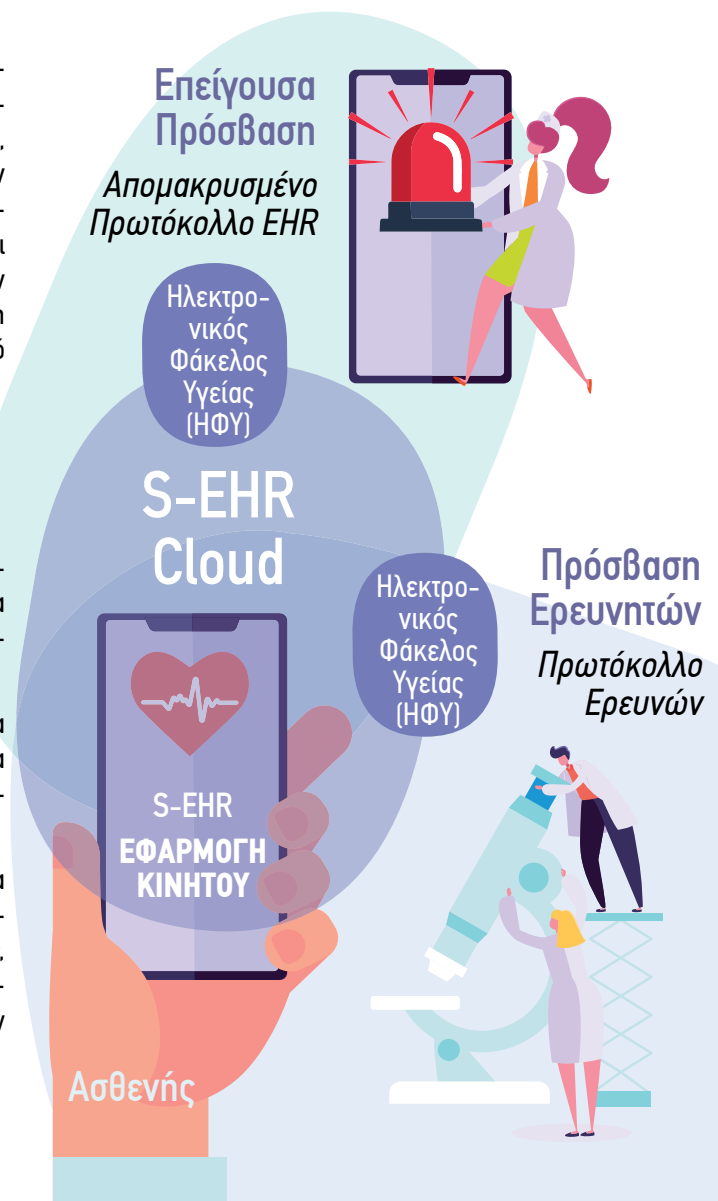 Επείγουσα
Πρόσβαση
Απομακρυσμένο
Πρωτόκολλο EHR
Ηλεκτρο-
νικός
Φάκελος
Υγείας
(ΗΦΥ)
S-EHR
Cloud
Ηλεκτρο-
νικός
Φάκελος
Υγείας
(ΗΦΥ)
Πρόσβαση
Ερευνητών
Πρωτόκολλο
Ερευνών
S-EHR
ΕΦΑΡΜΟΓΗ
ΚΙΝΗΤΟΥ
Ασθενής